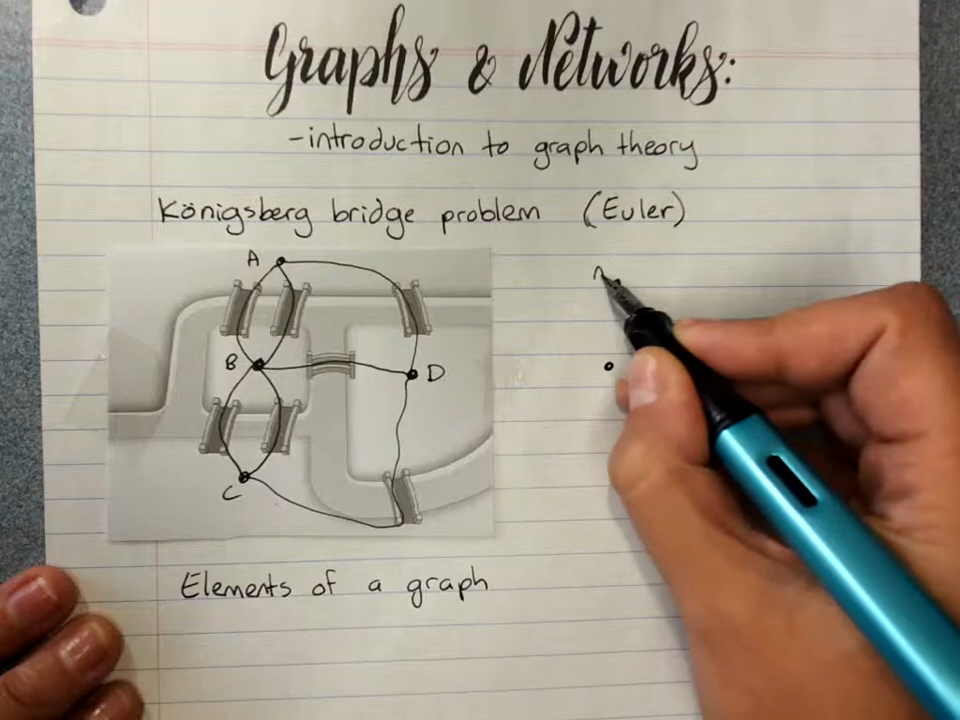 Graphs & Networks:
-introduction to graph theory
Königsberg bridge problem (Euler)
A
B
D
C
Elements of a graph